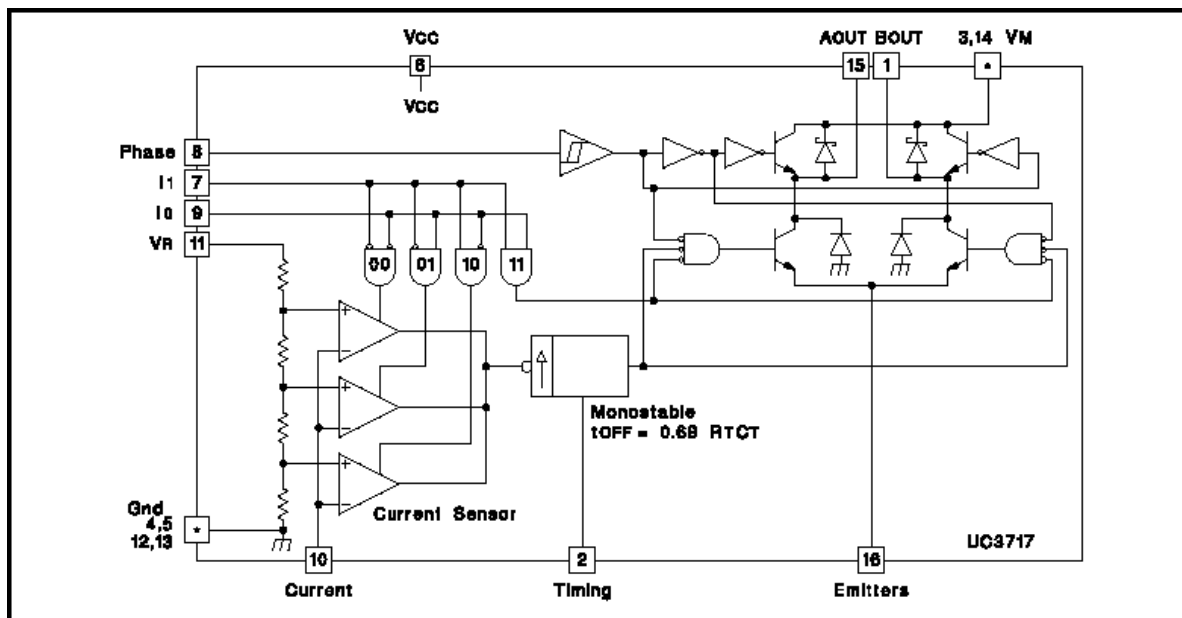 VCC
AOUT BOUT
3,14 VM
6
15
1
*
VCC
Phase
8
I1
7
I0
9
VR
11
00
01
10
11
+
−
+
−
+
−
Monostable
tOFF = 0.69 RTCT
Current Sensor
Gnd
4,5
12,13
*
UC3717
10
2
16
Current
Timing
Emitters